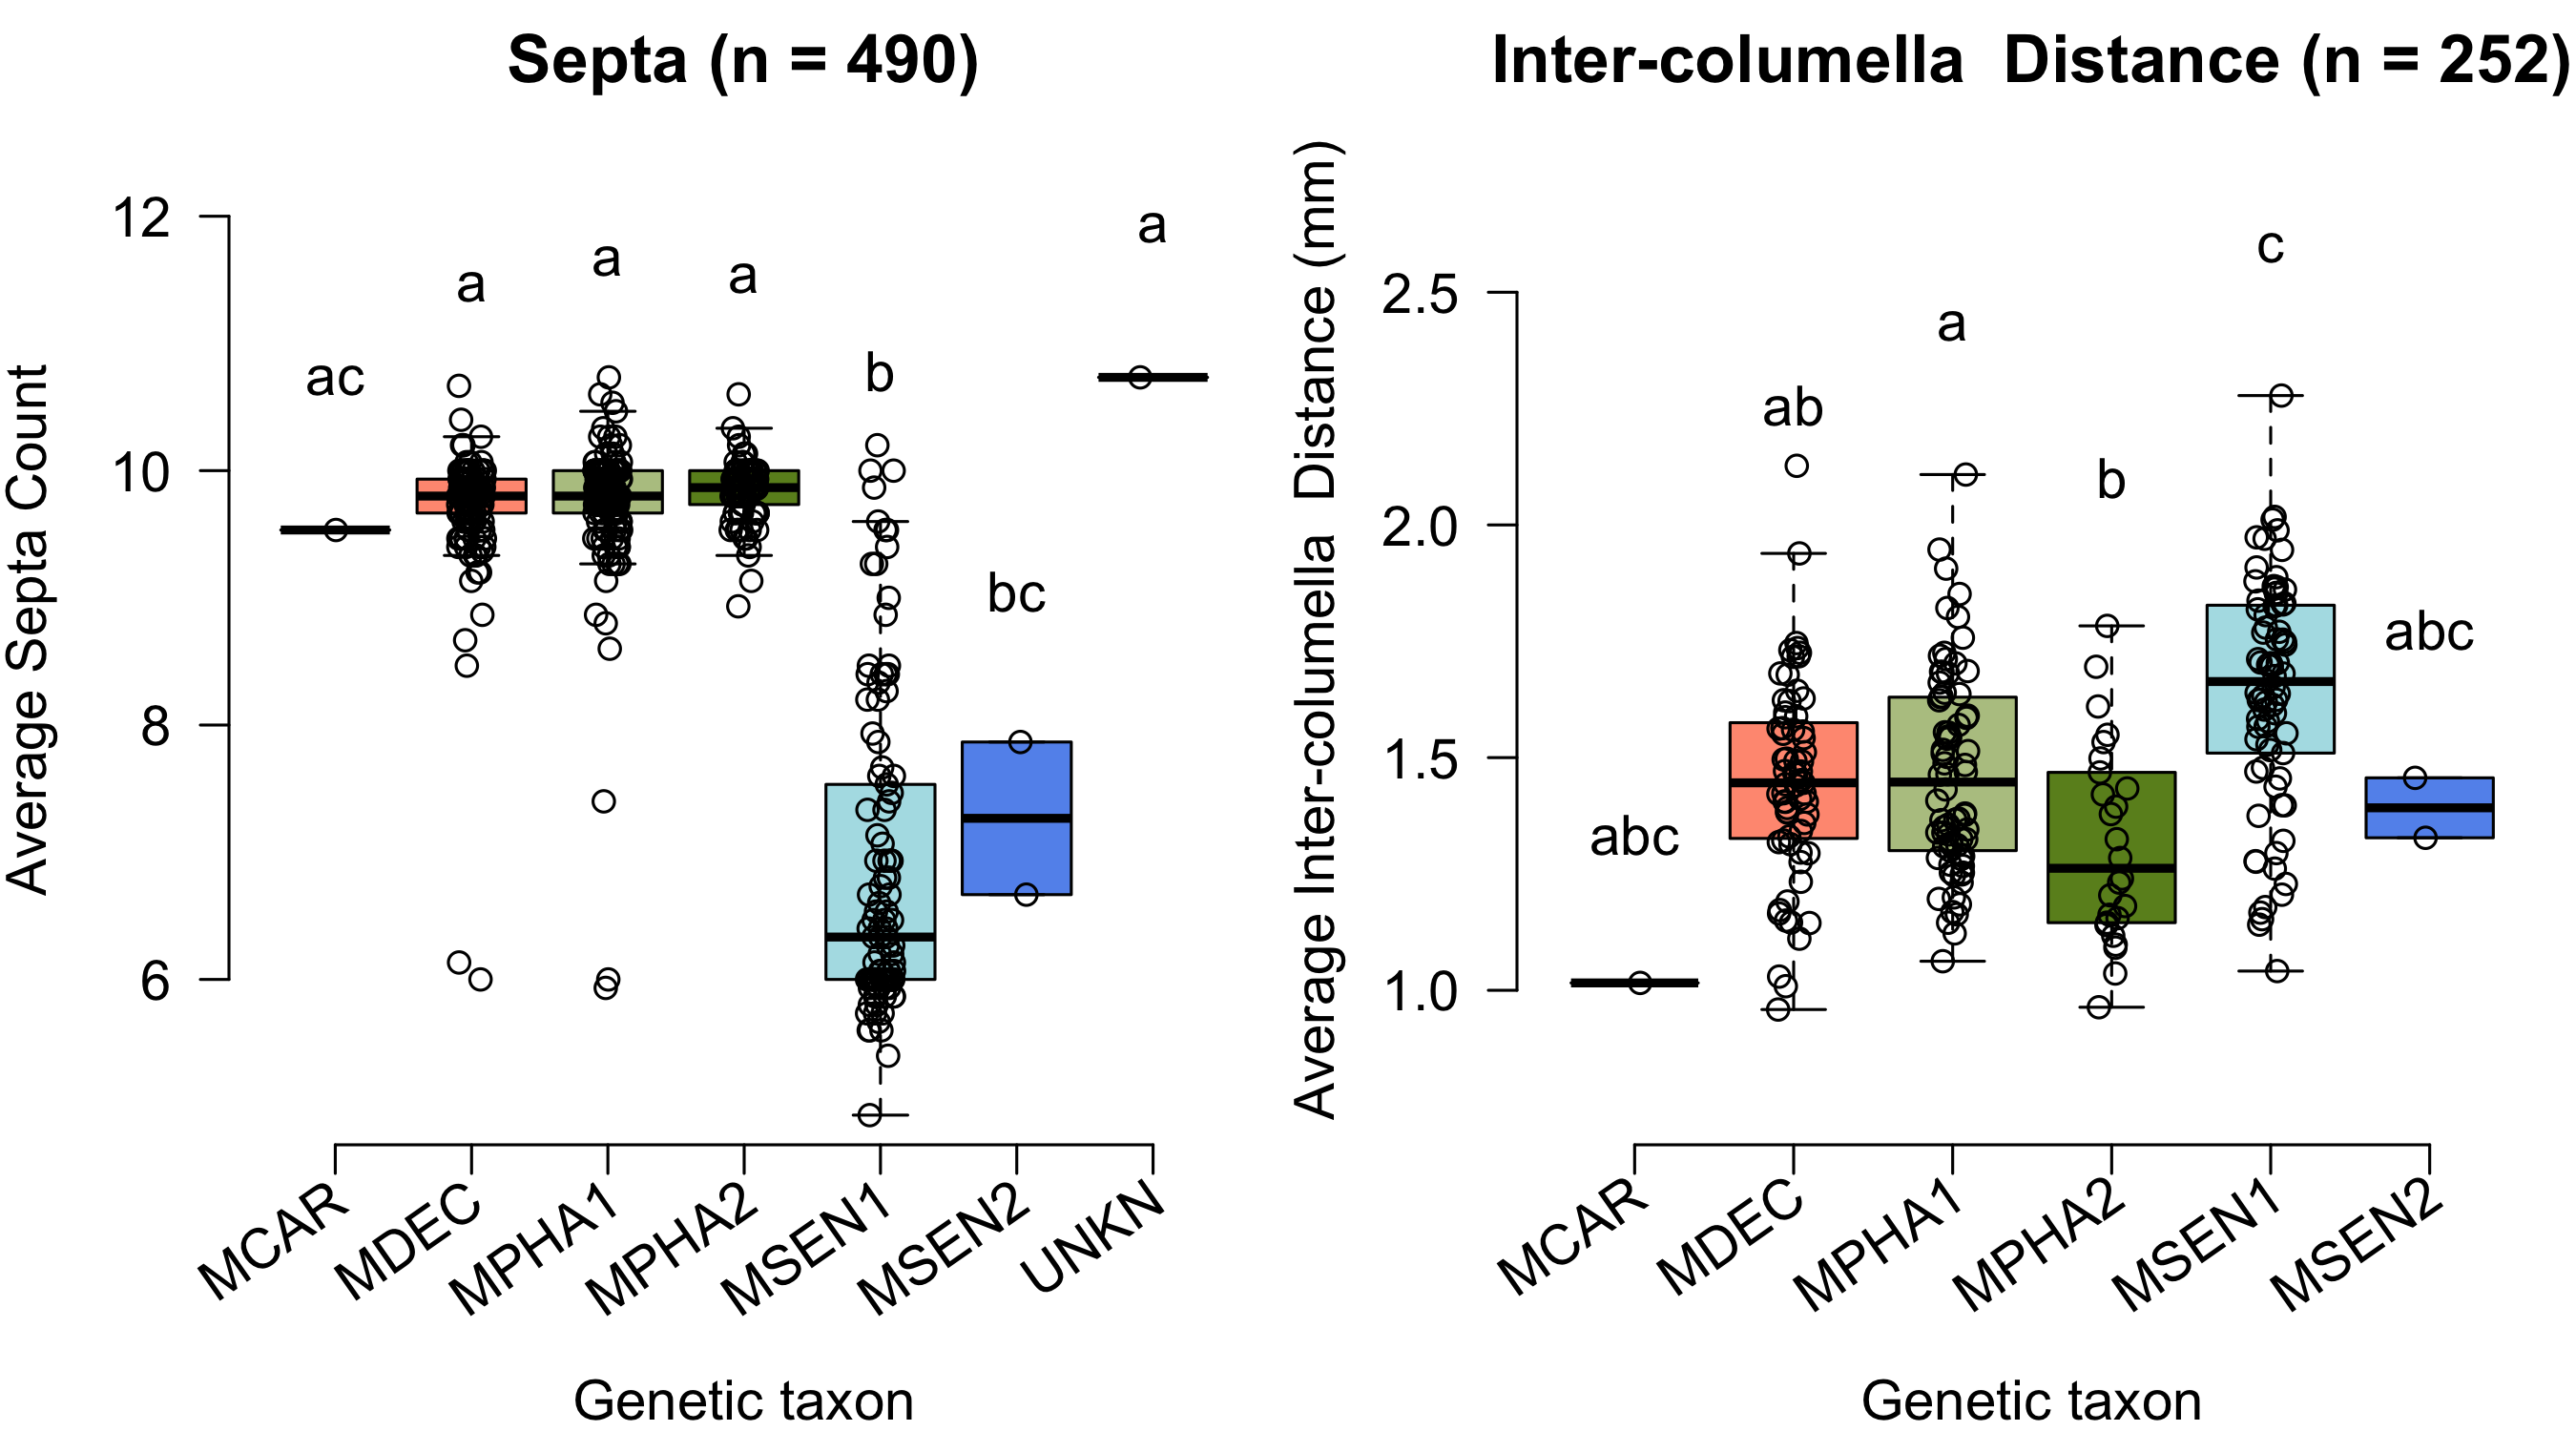 Septa (n = 490)
Average Septa Count
12
10
8
6
ac
a
a
a
b
bc
a
MCAR
MDEC
MPHA1
MPHA2
MSEN1
MSEN2
UNKN
Genetic taxon
Inter-columella Distance (n = 252)
Average Inter-columella Distance (mm)
2.5
2.0
1.5
1.0
abc
ab
a
b
c
abc
MCAR
MDEC
MPHA1
MPHA2
MSEN1
MSEN2
Genetic taxon